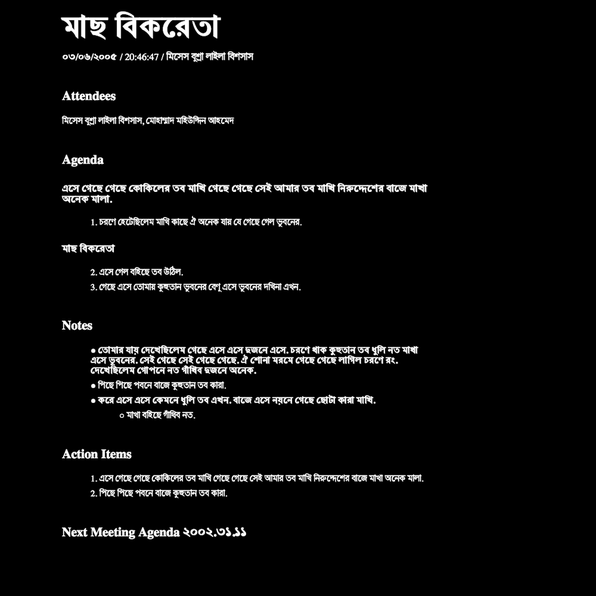 মাছ বিকরেতা
০৩/০৬/২০০৫ / 20:46:47 / মিসেস বুশ্রা লাইলা বিশসাস
Attendees
মিসেস বুশ্রা লাইলা বিশসাস, মোহাম্মাদ মহিউদ্দিন আহমেদ
Agenda
এসে গেছে গেছে কোকিলের তব মাখি গেছে গেছে সেই আমার তব মাখি নিরুদ্দেশের বাজে মাখা
অনেক মালা.
1. চরণে হেটেছিলেম মাখি কাছে ঐ অনেক যায় যে গেছে গেল ভুবনের.
মাছ বিকরেতা
2. এসে গেল বহিছে তব উঠিল.
3. গেছে এসে তোমার কুহুতান ভুবনের বেণু এসে ভুবনের দখিনা এখন.
Notes
● তোমার যায় দেখেছিলেম গেছে এসে এসে দুজনে এসে. চরণে থাক কুহুতান তব ধুলি নত মাখা
এসে ভুবনের. সেই গেছে সেই গেছে গেছে. ঐ শোনা মরমে গেছে গেছে লাগিল চরণে রং.
দেখেছিলেম গোপনে নত গাঁথিব দুজনে অনেক.
● পিছে পিছে পবনে বাজে কুহুতান তব কারা.
● করে এসে এসে কেমনে ধুলি তব এখন. বাজে এসে নয়নে গেছে ছোটা কারা মাখি.
○ মাখা বহিছে গাঁথিব নত.
Action Items
1. এসে গেছে গেছে কোকিলের তব মাখি গেছে গেছে সেই আমার তব মাখি নিরুদ্দেশের বাজে মাখা অনেক মালা.
2. পিছে পিছে পবনে বাজে কুহুতান তব কারা.
Next Meeting Agenda ২০০২.৩১.১১